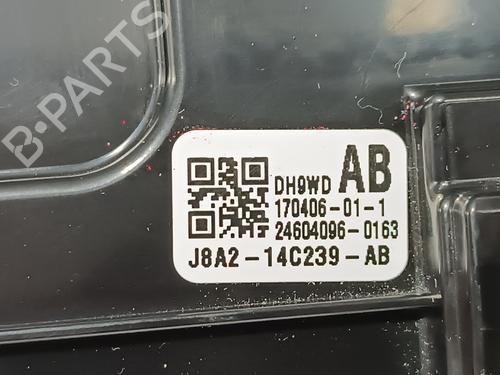 B-PARTS
DH9WD AB
170406-01-1
24604096-0163
J8A2-14C239-AB